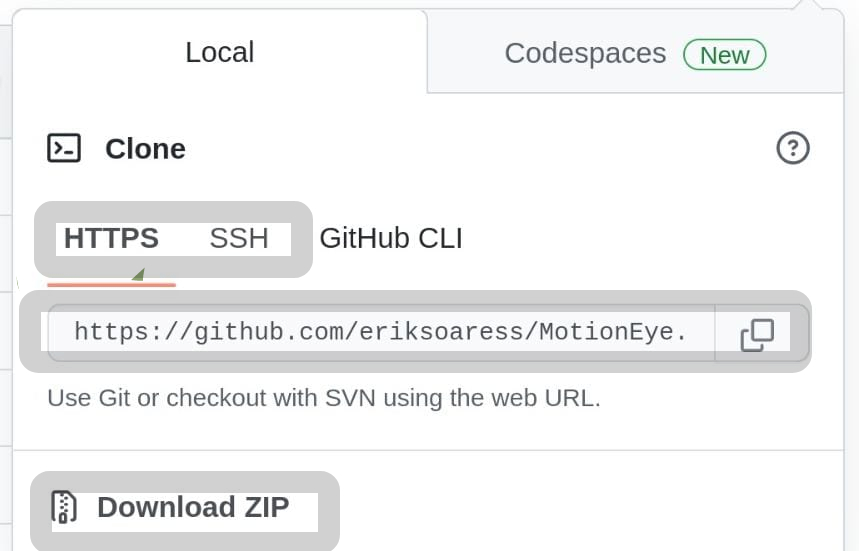 Local
Codespaces New
Clone
HTTPS SSH GitHub CLI
https://github.com/eriksoaress/MotionEye.
Use Git or checkout with SVN using the web URL.
Download ZIP